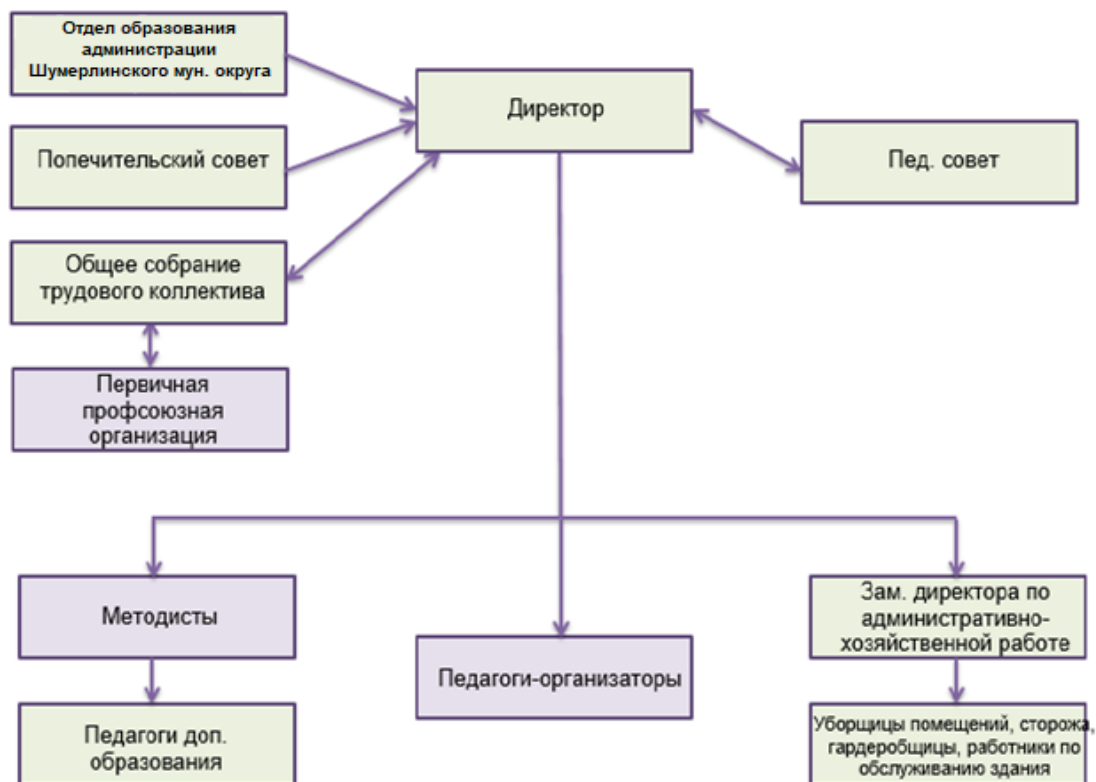 Отдел образования
администрации
Шумерлинского мун. округа
Директор
Попечительский совет
Пед. совет
Общее собрание
трудового коллектива
Первичная
профсоюзная
организация
Методисты
Педагоги-организаторы
Зам. директора по
административно-
хозяйственной работе
Педагоги доп.
образования
Уборщицы помещений, сторожа,
гардеробщицы, работники по
обслуживанию здания